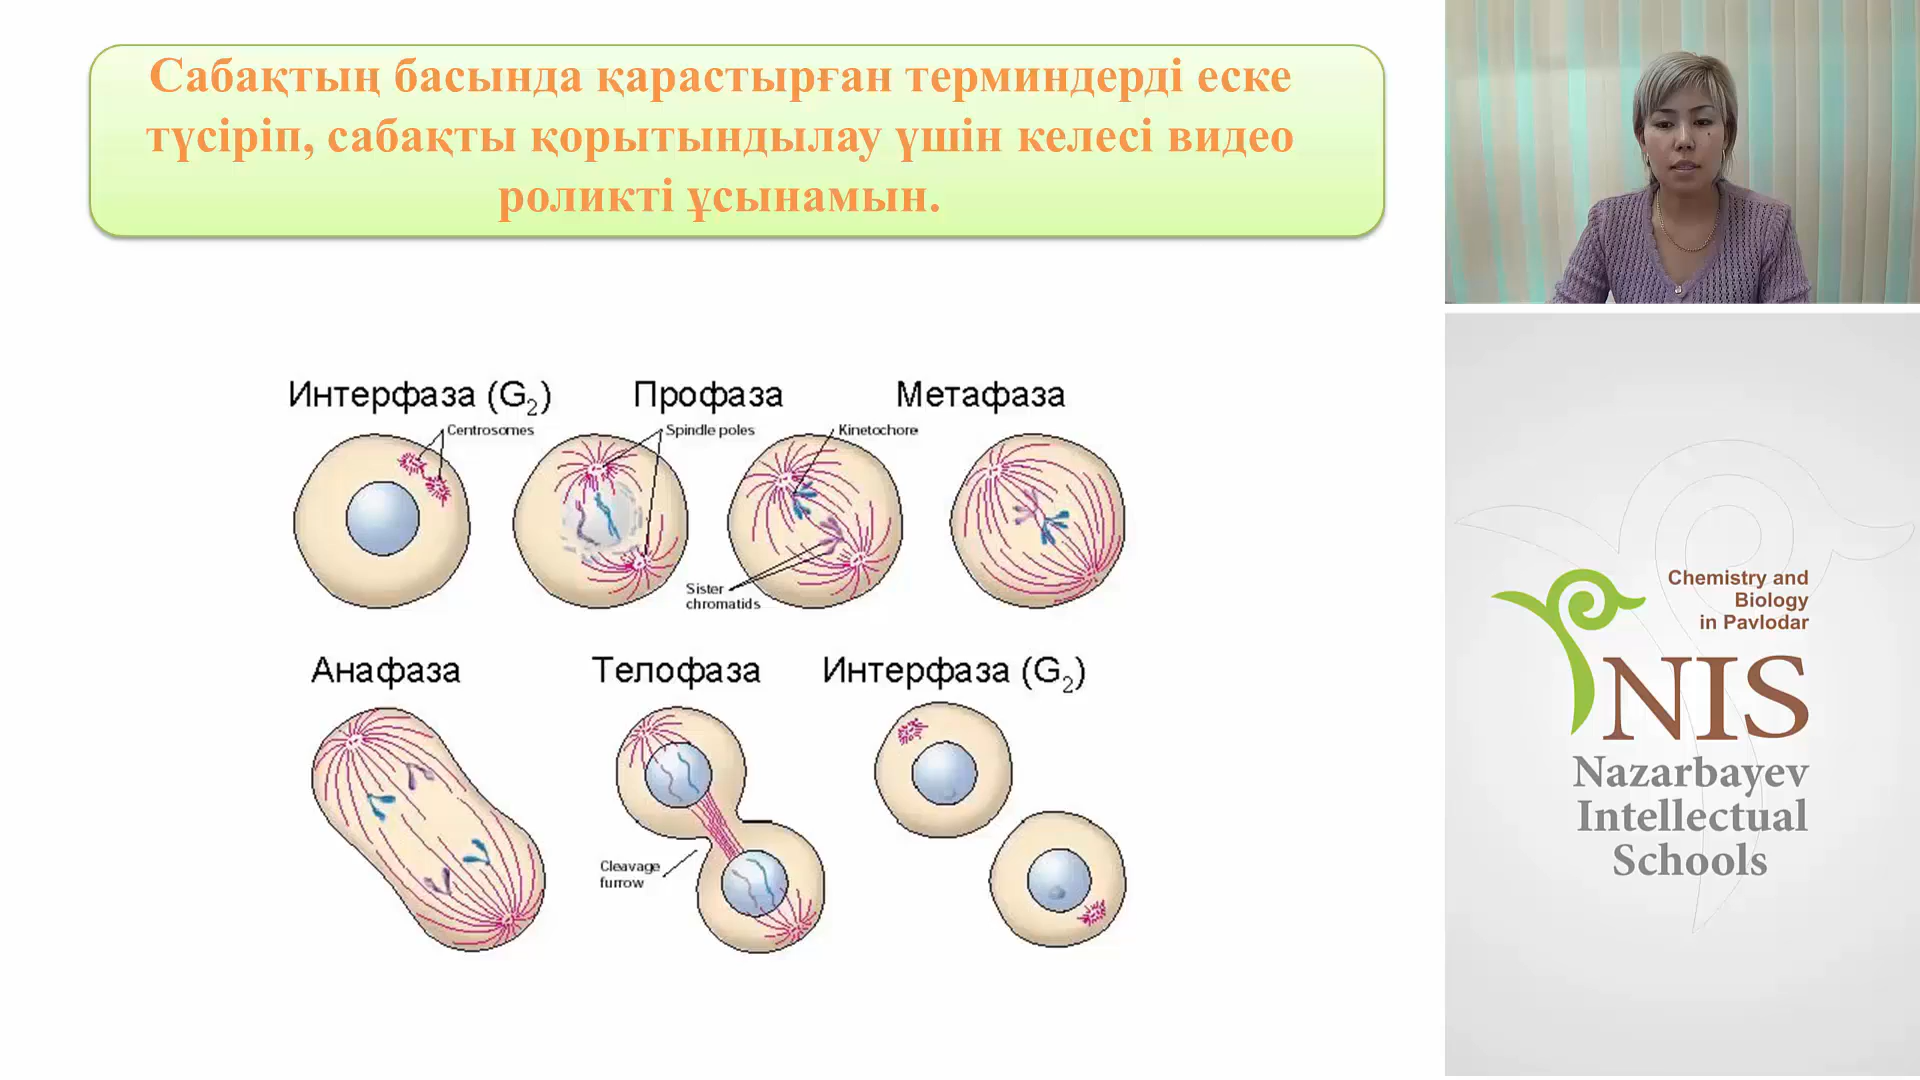 Сабақтың басында қарастырған терминдерді еске
түсіріп, сабақты қорытындылау үшін келесі видео
роликті ұсынамын.
Интерфаза (G2)
Профаза
Метафаза
Centrosomes
Spindle poles
Kinetochore
Sister
chromatids
Анафаза
Телофаза
Интерфаза (G2)
Cleavage
furrow
Chemistry and
Biology
in Pavlodar
NIS
Nazarbayev
Intellectual
Schools